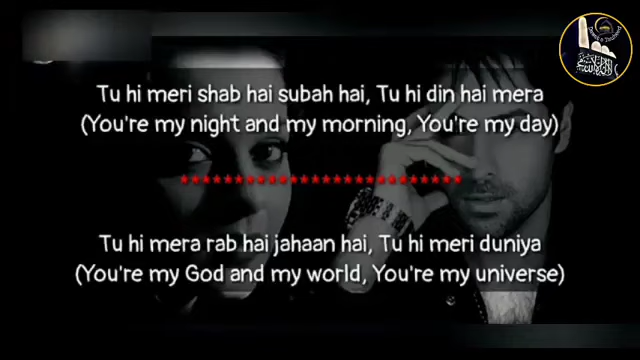 Tu hi meri shab hai subah hai, Tu hi din hai mera
(You're my night and my morning, You're my day)
**************************
Tu hi mera rab hai jahaan hai, Tu hi meri duniya
(You're my God and my world, You're my universe)